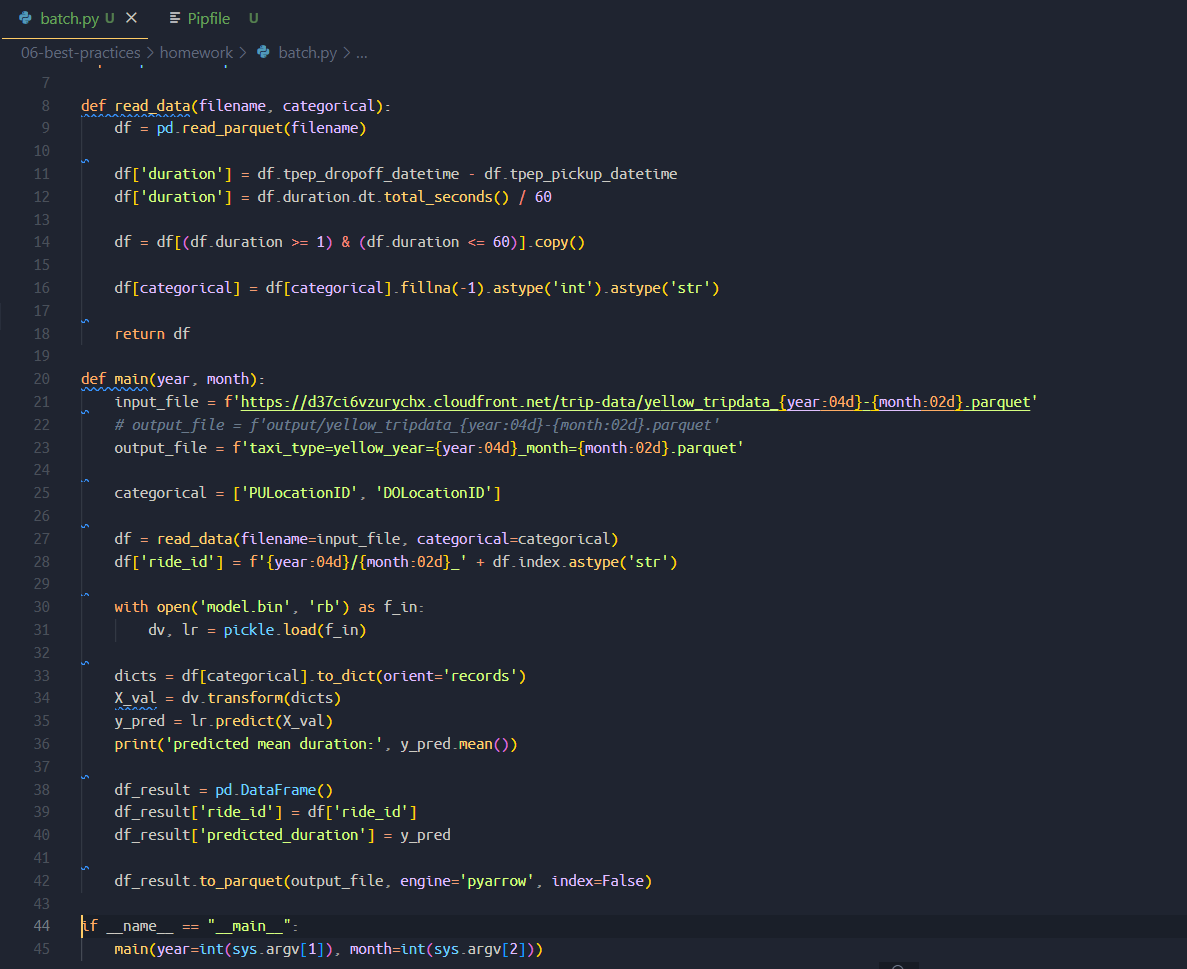 batch.py U ✕ Pipfile U
06-best-practices > homework > batch.py > ...
7
8 def read_data(filename, categorical):
9     df = pd.read_parquet(filename)
10
11     df['duration'] = df.tpep_dropoff_datetime - df.tpep_pickup_datetime
12     df['duration'] = df.duration.dt.total_seconds() / 60
13
14     df = df[(df.duration >= 1) & (df.duration <= 60)].copy()
15
16     df[categorical] = df[categorical].fillna(-1).astype('int').astype('str')
17
18     return df
19
20 def main(year, month):
21     input_file = f'https://d37ci6vzurychx.cloudfront.net/trip-data/yellow_tripdata_{year:04d}-{month:02d}.parquet'
22     # output_file = f'output/yellow_tripdata_{year:04d}-{month:02d}.parquet'
23     output_file = f'taxi_type=yellow_year={year:04d}_month={month:02d}.parquet'
24
25     categorical = ['PULocationID', 'DOLocationID']
26
27     df = read_data(filename=input_file, categorical=categorical)
28     df['ride_id'] = f'{year:04d}/{month:02d}_' + df.index.astype('str')
29
30     with open('model.bin', 'rb') as f_in:
31         dv, lr = pickle.load(f_in)
32
33     dicts = df[categorical].to_dict(orient='records')
34     X_val = dv.transform(dicts)
35     y_pred = lr.predict(X_val)
36     print('predicted mean duration:', y_pred.mean())
37
38     df_result = pd.DataFrame()
39     df_result['ride_id'] = df['ride_id']
40     df_result['predicted_duration'] = y_pred
41
42     df_result.to_parquet(output_file, engine='pyarrow', index=False)
43
44 if __name__ == "__main__":
45     main(year=int(sys.argv[1]), month=int(sys.argv[2]))